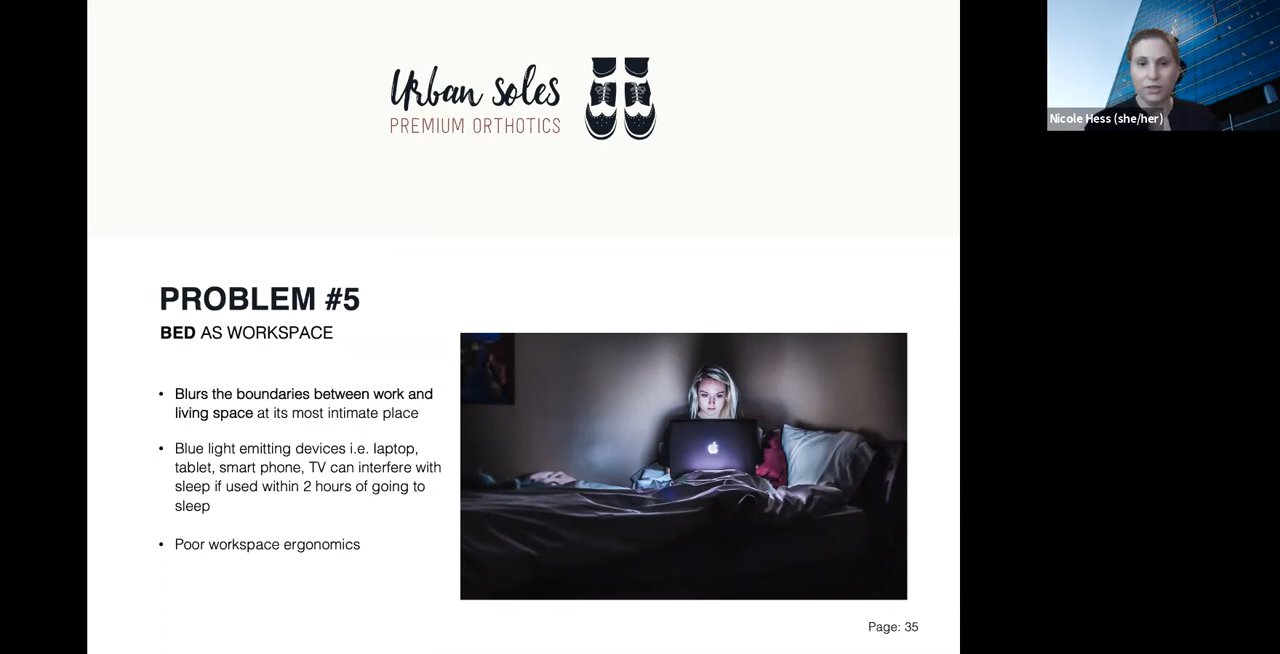 Urban soles
PREMIUM ORTHOTICS
Nicole Hess (she/her)
PROBLEM #5
BED AS WORKSPACE
• Blurs the boundaries between work and
living space at its most intimate place
• Blue light emitting devices i.e. laptop,
tablet, smart phone, TV can interfere with
sleep if used within 2 hours of going to
sleep
• Poor workspace ergonomics
Page: 35